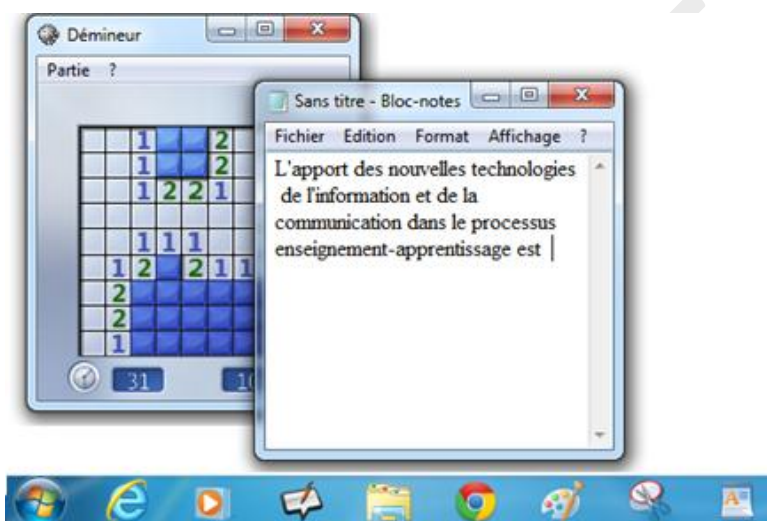 Démineur
Partie ?
1 2
1 2
1 2 2 1
1 1 1
1 2 2 1 1
2
2
1
31
Sans titre - Bloc-notes
Fichier Edition Format Affichage ?
L'apport des nouvelles technologies
de l'information et de la
communication dans le processus
enseignement-apprentissage est